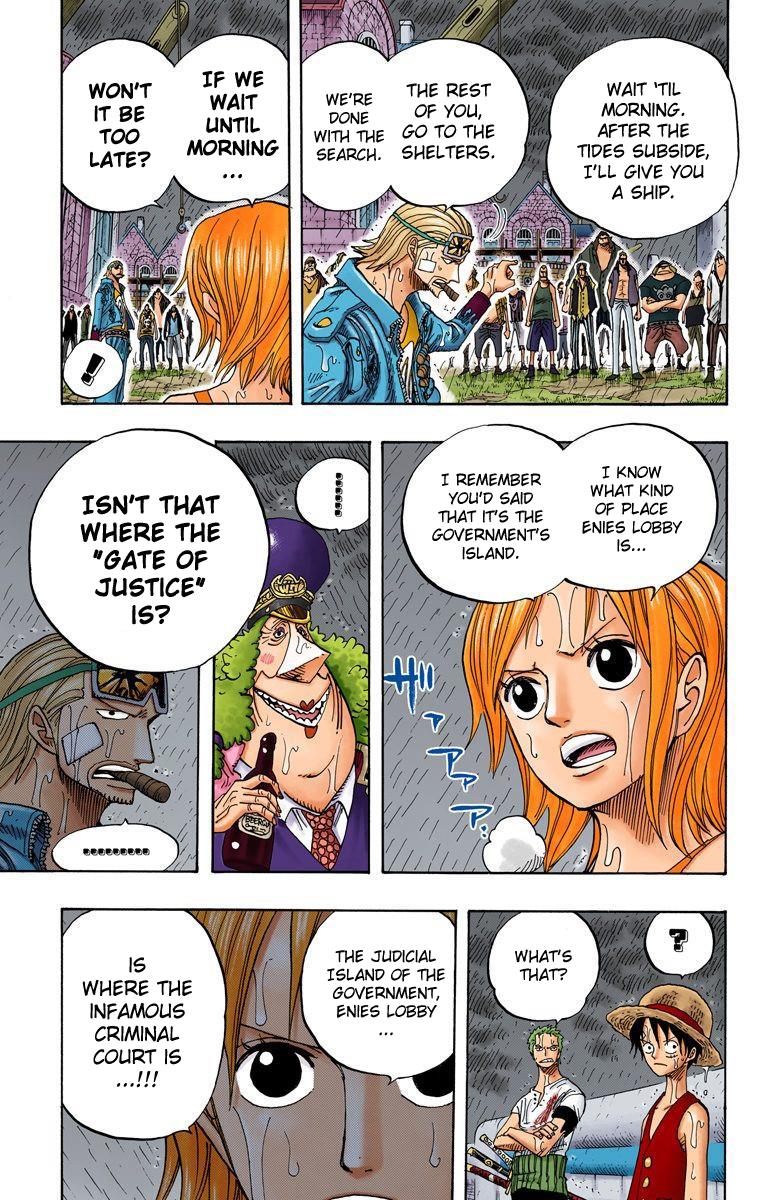 WAIT 'TIL
MORNING.
AFTER THE
TIDES SUBSIDE,
I'LL GIVE YOU
A SHIP.
THE REST
OF YOU,
GO TO THE
SHELTERS.
WE'RE
DONE
WITH THE
SEARCH.
IF WE
WAIT
UNTIL
MORNING
...
WON'T
IT BE
TOO
LATE?
!
I KNOW
WHAT KIND
OF PLACE
ENIES LOBBY
IS...
I REMEMBER
YOU'D SAID
THAT IT'S THE
GOVERNMENT'S
ISLAND.
ザアアア…
......
ISN'T THAT
WHERE THE
"GATE OF
JUSTICE"
IS?
.........
?
WHAT'S
THAT?
THE JUDICIAL
ISLAND OF THE
GOVERNMENT,
ENIES LOBBY
...
IS
WHERE THE
INFAMOUS
CRIMINAL
COURT IS
...!!!